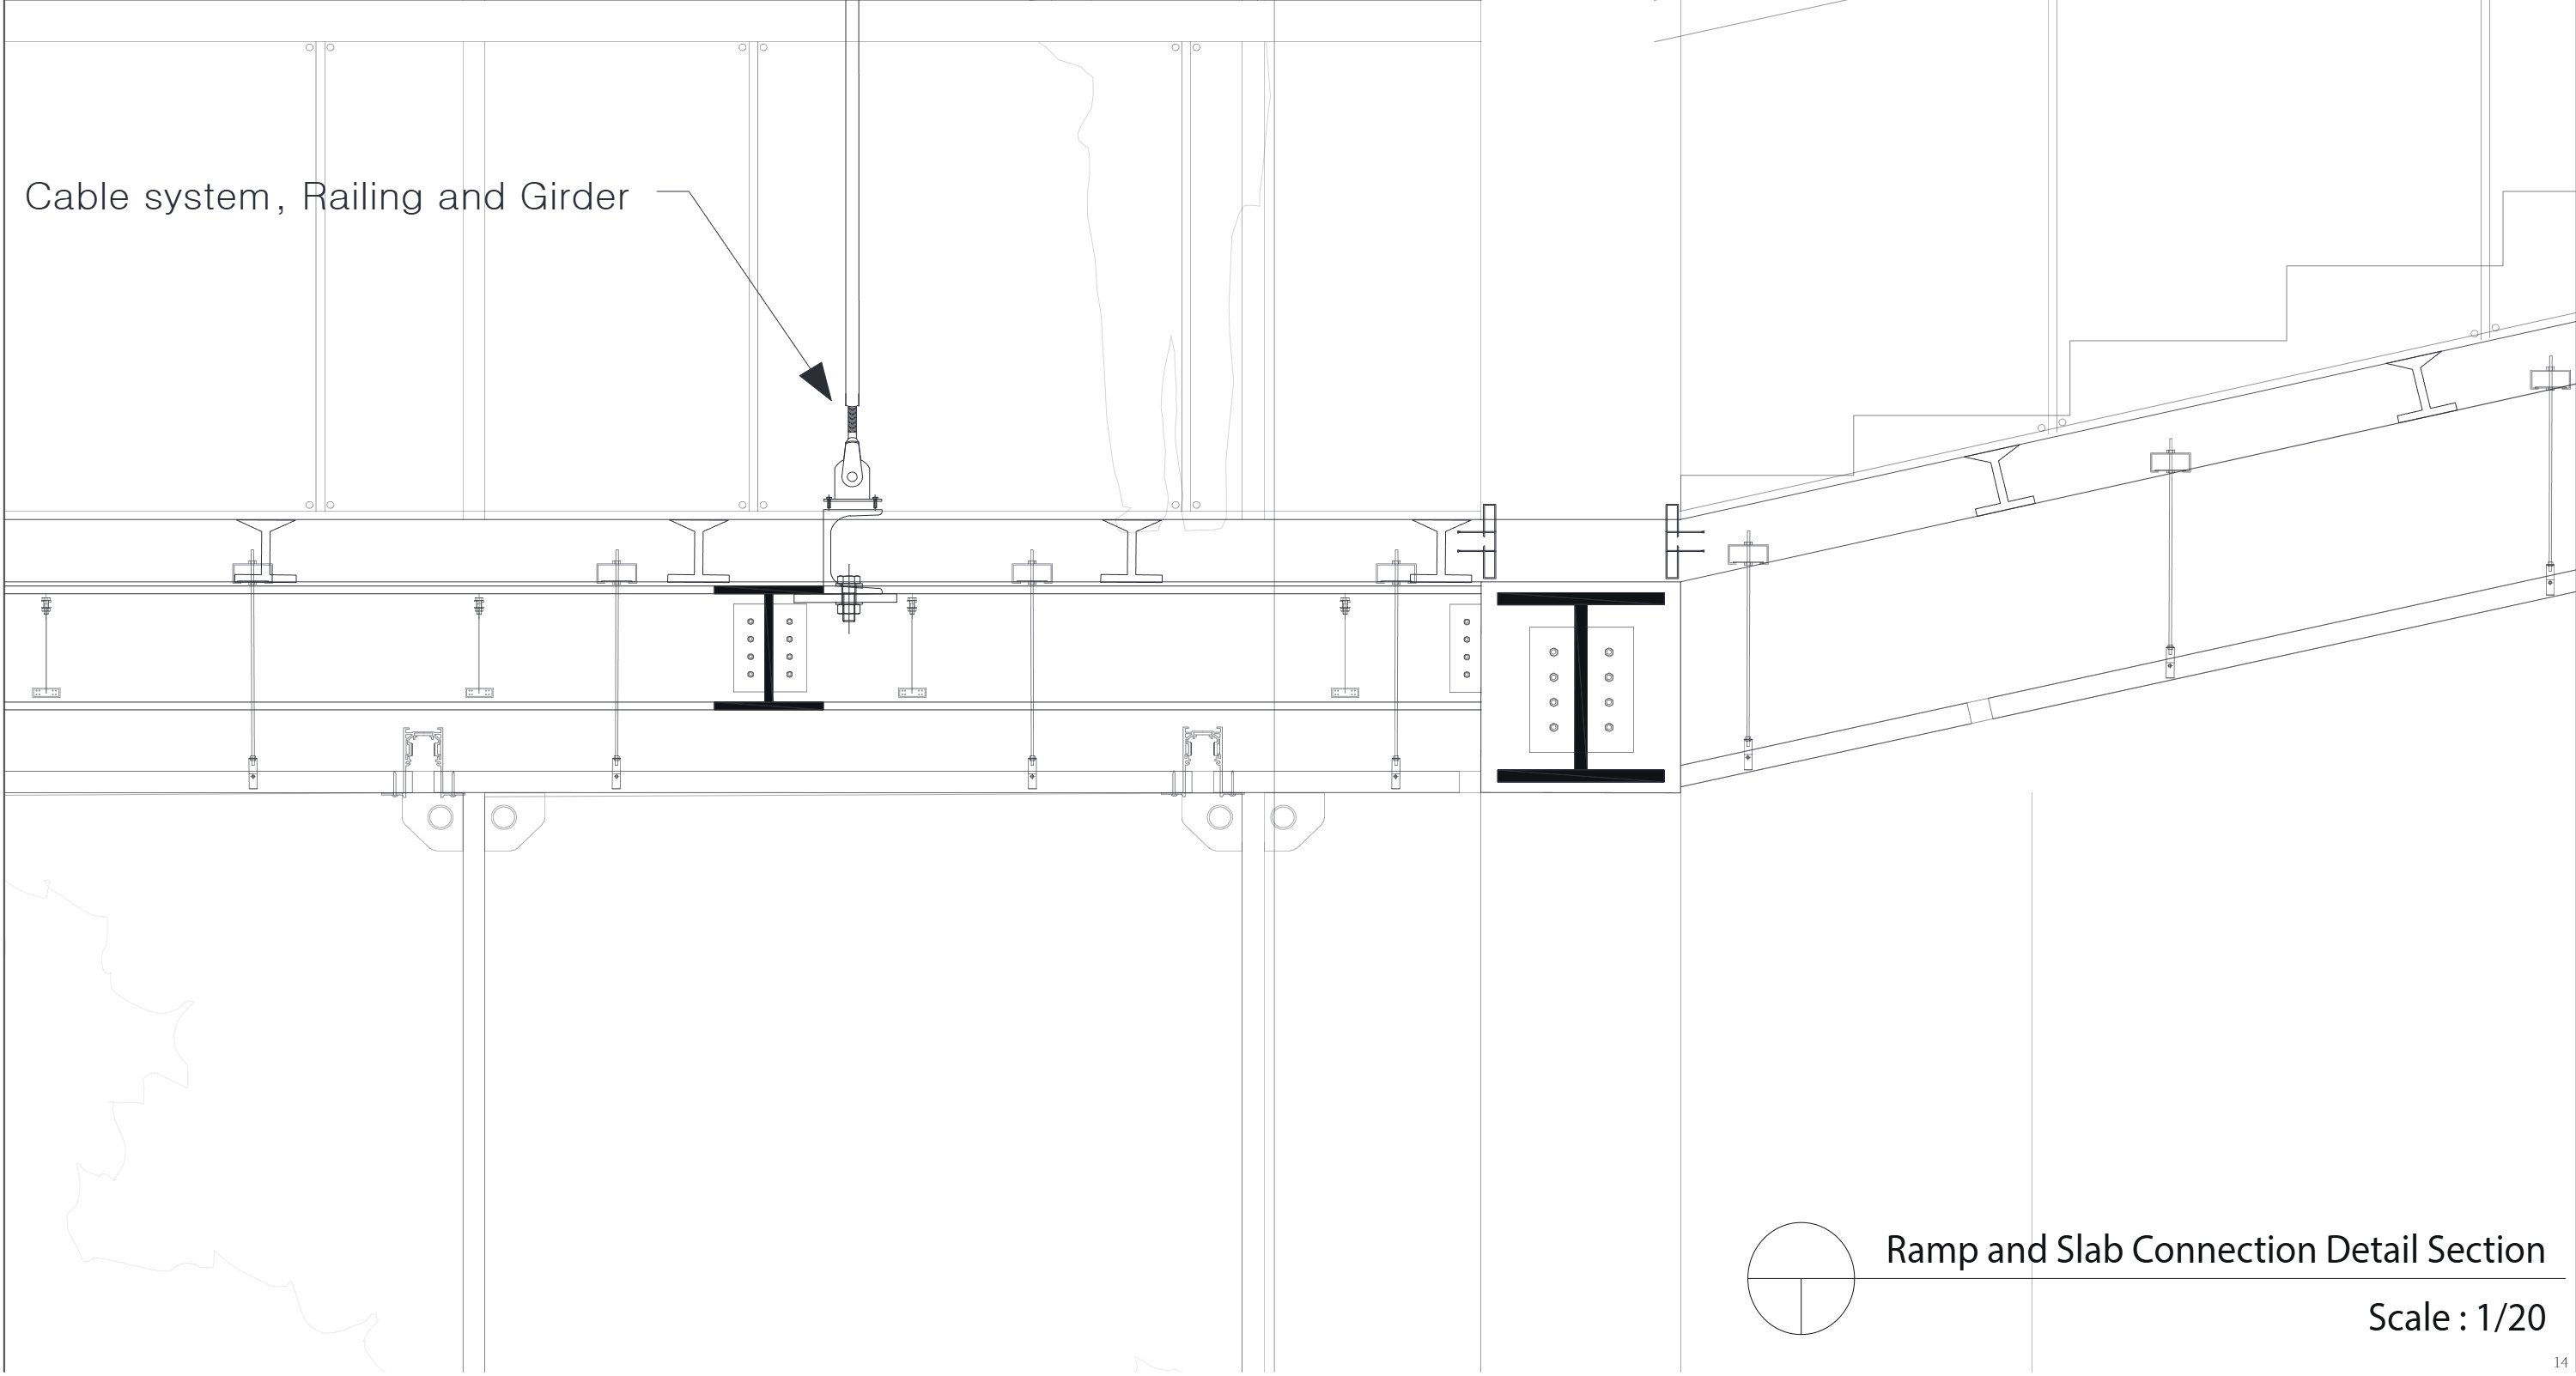 Cable system, Railing and Girder
Ramp and Slab Connection Detail Section
Scale : 1/20
14